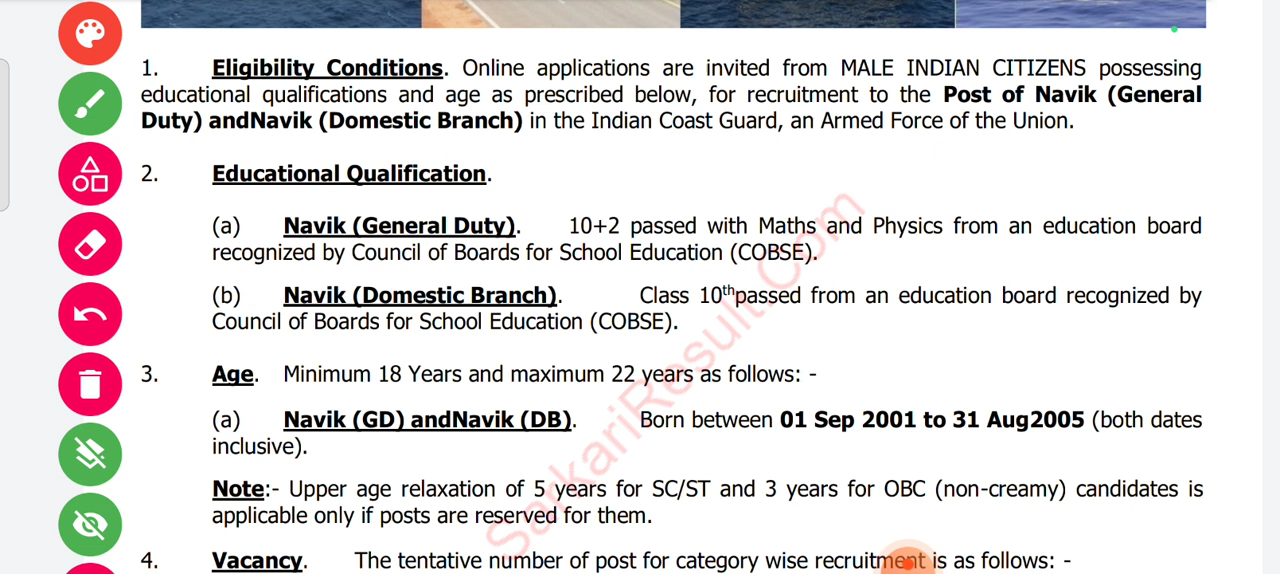 1. Eligibility Conditions. Online applications are invited from MALE INDIAN CITIZENS possessing
educational qualifications and age as prescribed below, for recruitment to the Post of Navik (General
Duty) andNavik (Domestic Branch) in the Indian Coast Guard, an Armed Force of the Union.
2. Educational Qualification.
(a) Navik (General Duty). 10+2 passed with Maths and Physics from an education board
recognized by Council of Boards for School Education (COBSE).
(b) Navik (Domestic Branch). Class 10thpassed from an education board recognized by
Council of Boards for School Education (COBSE).
3. Age. Minimum 18 Years and maximum 22 years as follows: -
(a) Navik (GD) andNavik (DB). Born between 01 Sep 2001 to 31 Aug2005 (both dates
inclusive).
Note:- Upper age relaxation of 5 years for SC/ST and 3 years for OBC (non-creamy) candidates is
applicable only if posts are reserved for them.
4. Vacancy. The tentative number of post for category wise recruitment is as follows: -
SarkariResult.Com